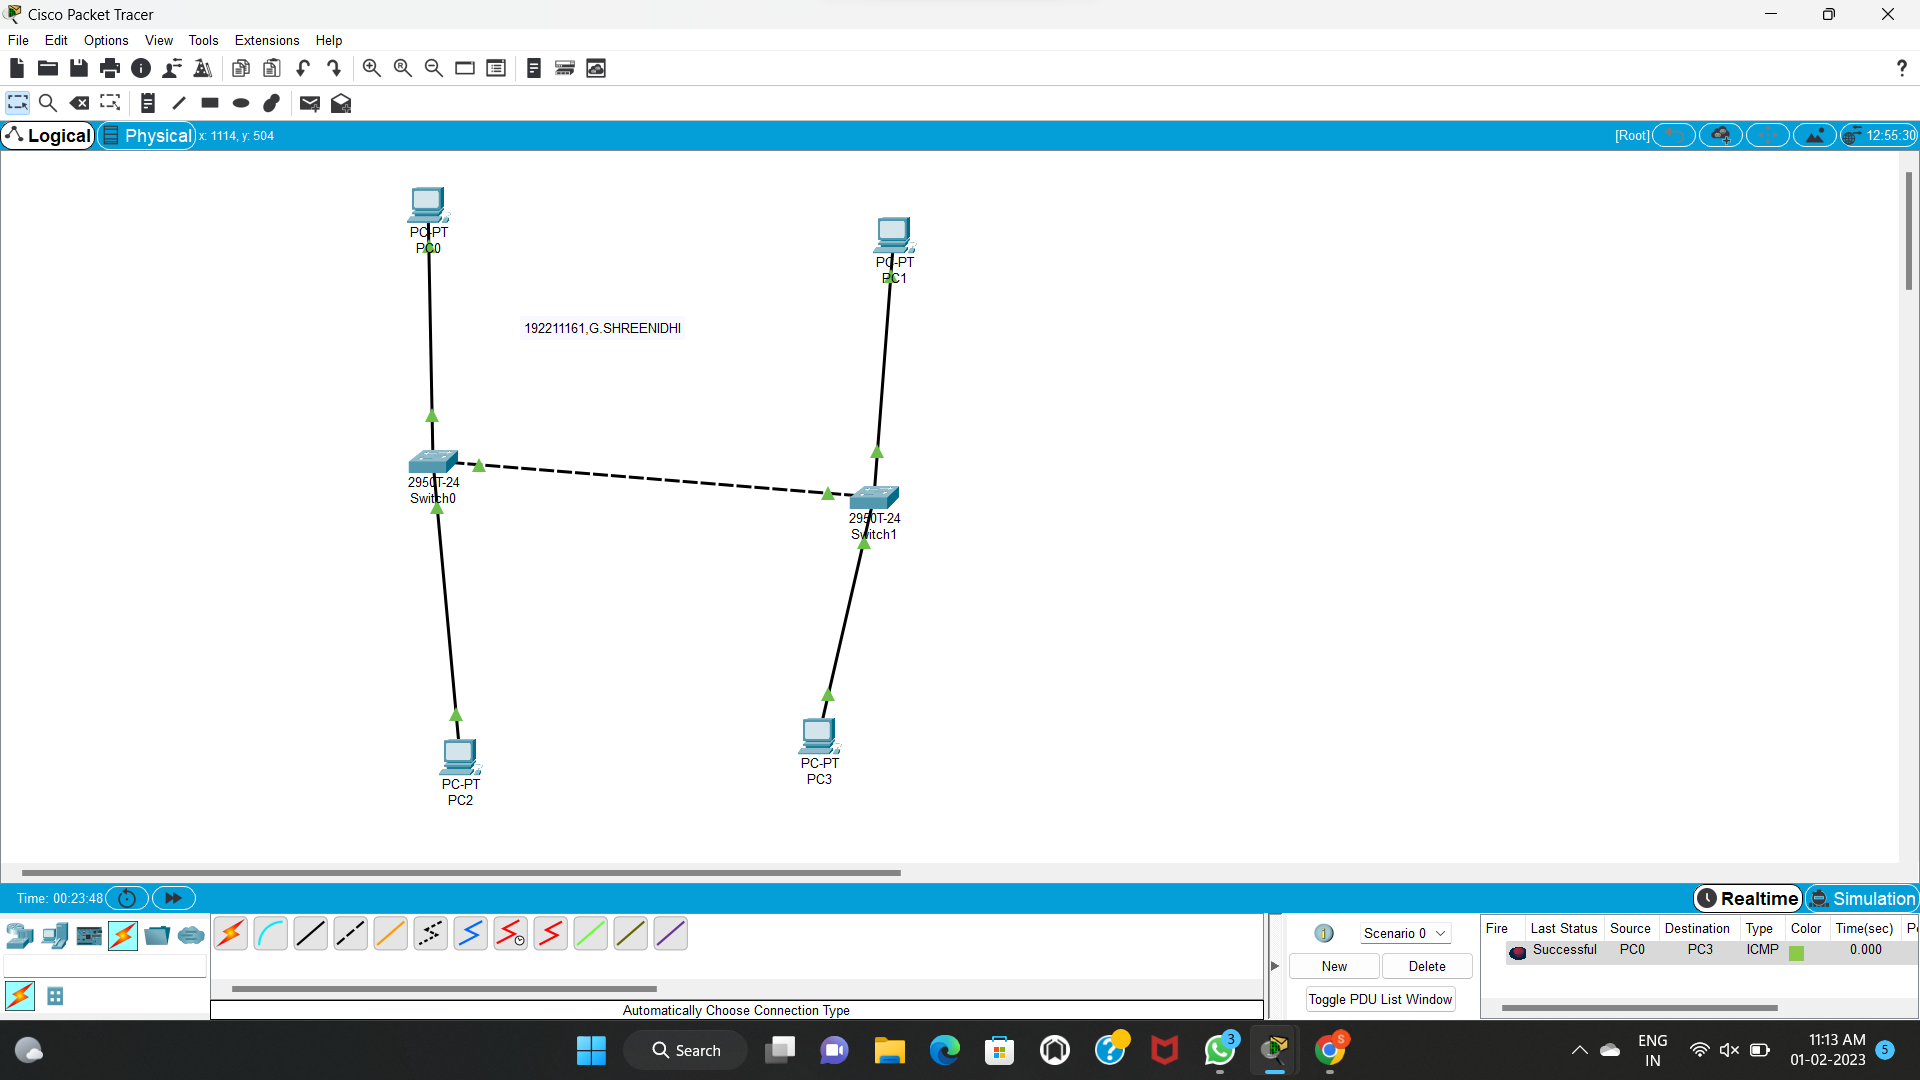 Cisco Packet Tracer
File Edit Options View Tools Extensions Help
?
Logical Physical x: 1114, y: 504 [Root] 12:55:30
PC-PT
PC0
PC-PT
PC1
192211161,G.SHREENIDHI
2950T-24
Switch0
2950T-24
Switch1
PC-PT
PC3
PC-PT
PC2
Time: 00:23:48 Realtime Simulation
Scenario 0
New Delete
Toggle PDU List Window
Fire Last Status Source Destination Type Color Time(sec)
Successful PC0 PC3 ICMP 0.000
Automatically Choose Connection Type
Search
3
S
ENG
IN
11:13 AM
01-02-2023
5